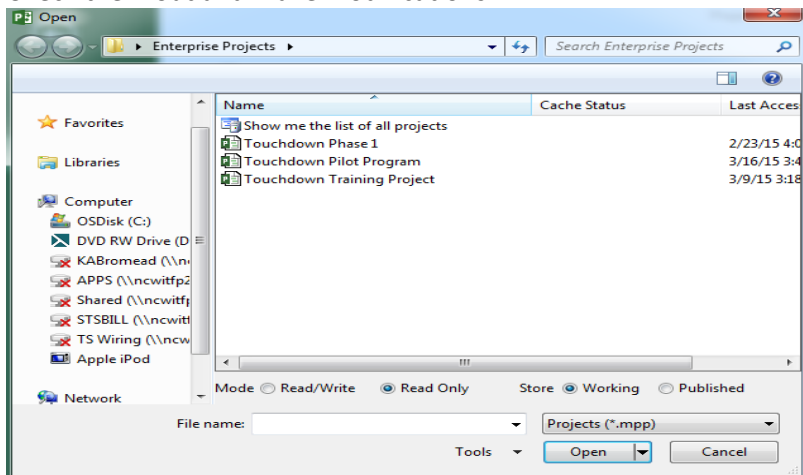 Open
Enterprise Projects
Search Enterprise Projects
Name Cache Status Last Acces
Favorites
Libraries
Computer
OSDisk (C:)
DVD RW Drive (D
KABromead (\\n
APPS (\\ncwitfp2
Shared (\\ncwitf
STSBILL (\\ncwit
TS Wiring (\\ncw
Apple iPod
Network
Show me the list of all projects
Touchdown Phase 1 2/23/15 4:0
Touchdown Pilot Program 3/16/15 3:4
Touchdown Training Project 3/9/15 3:18
Mode Read/Write Read Only Store Working Published
File name: Projects (*.mpp)
Tools Open Cancel